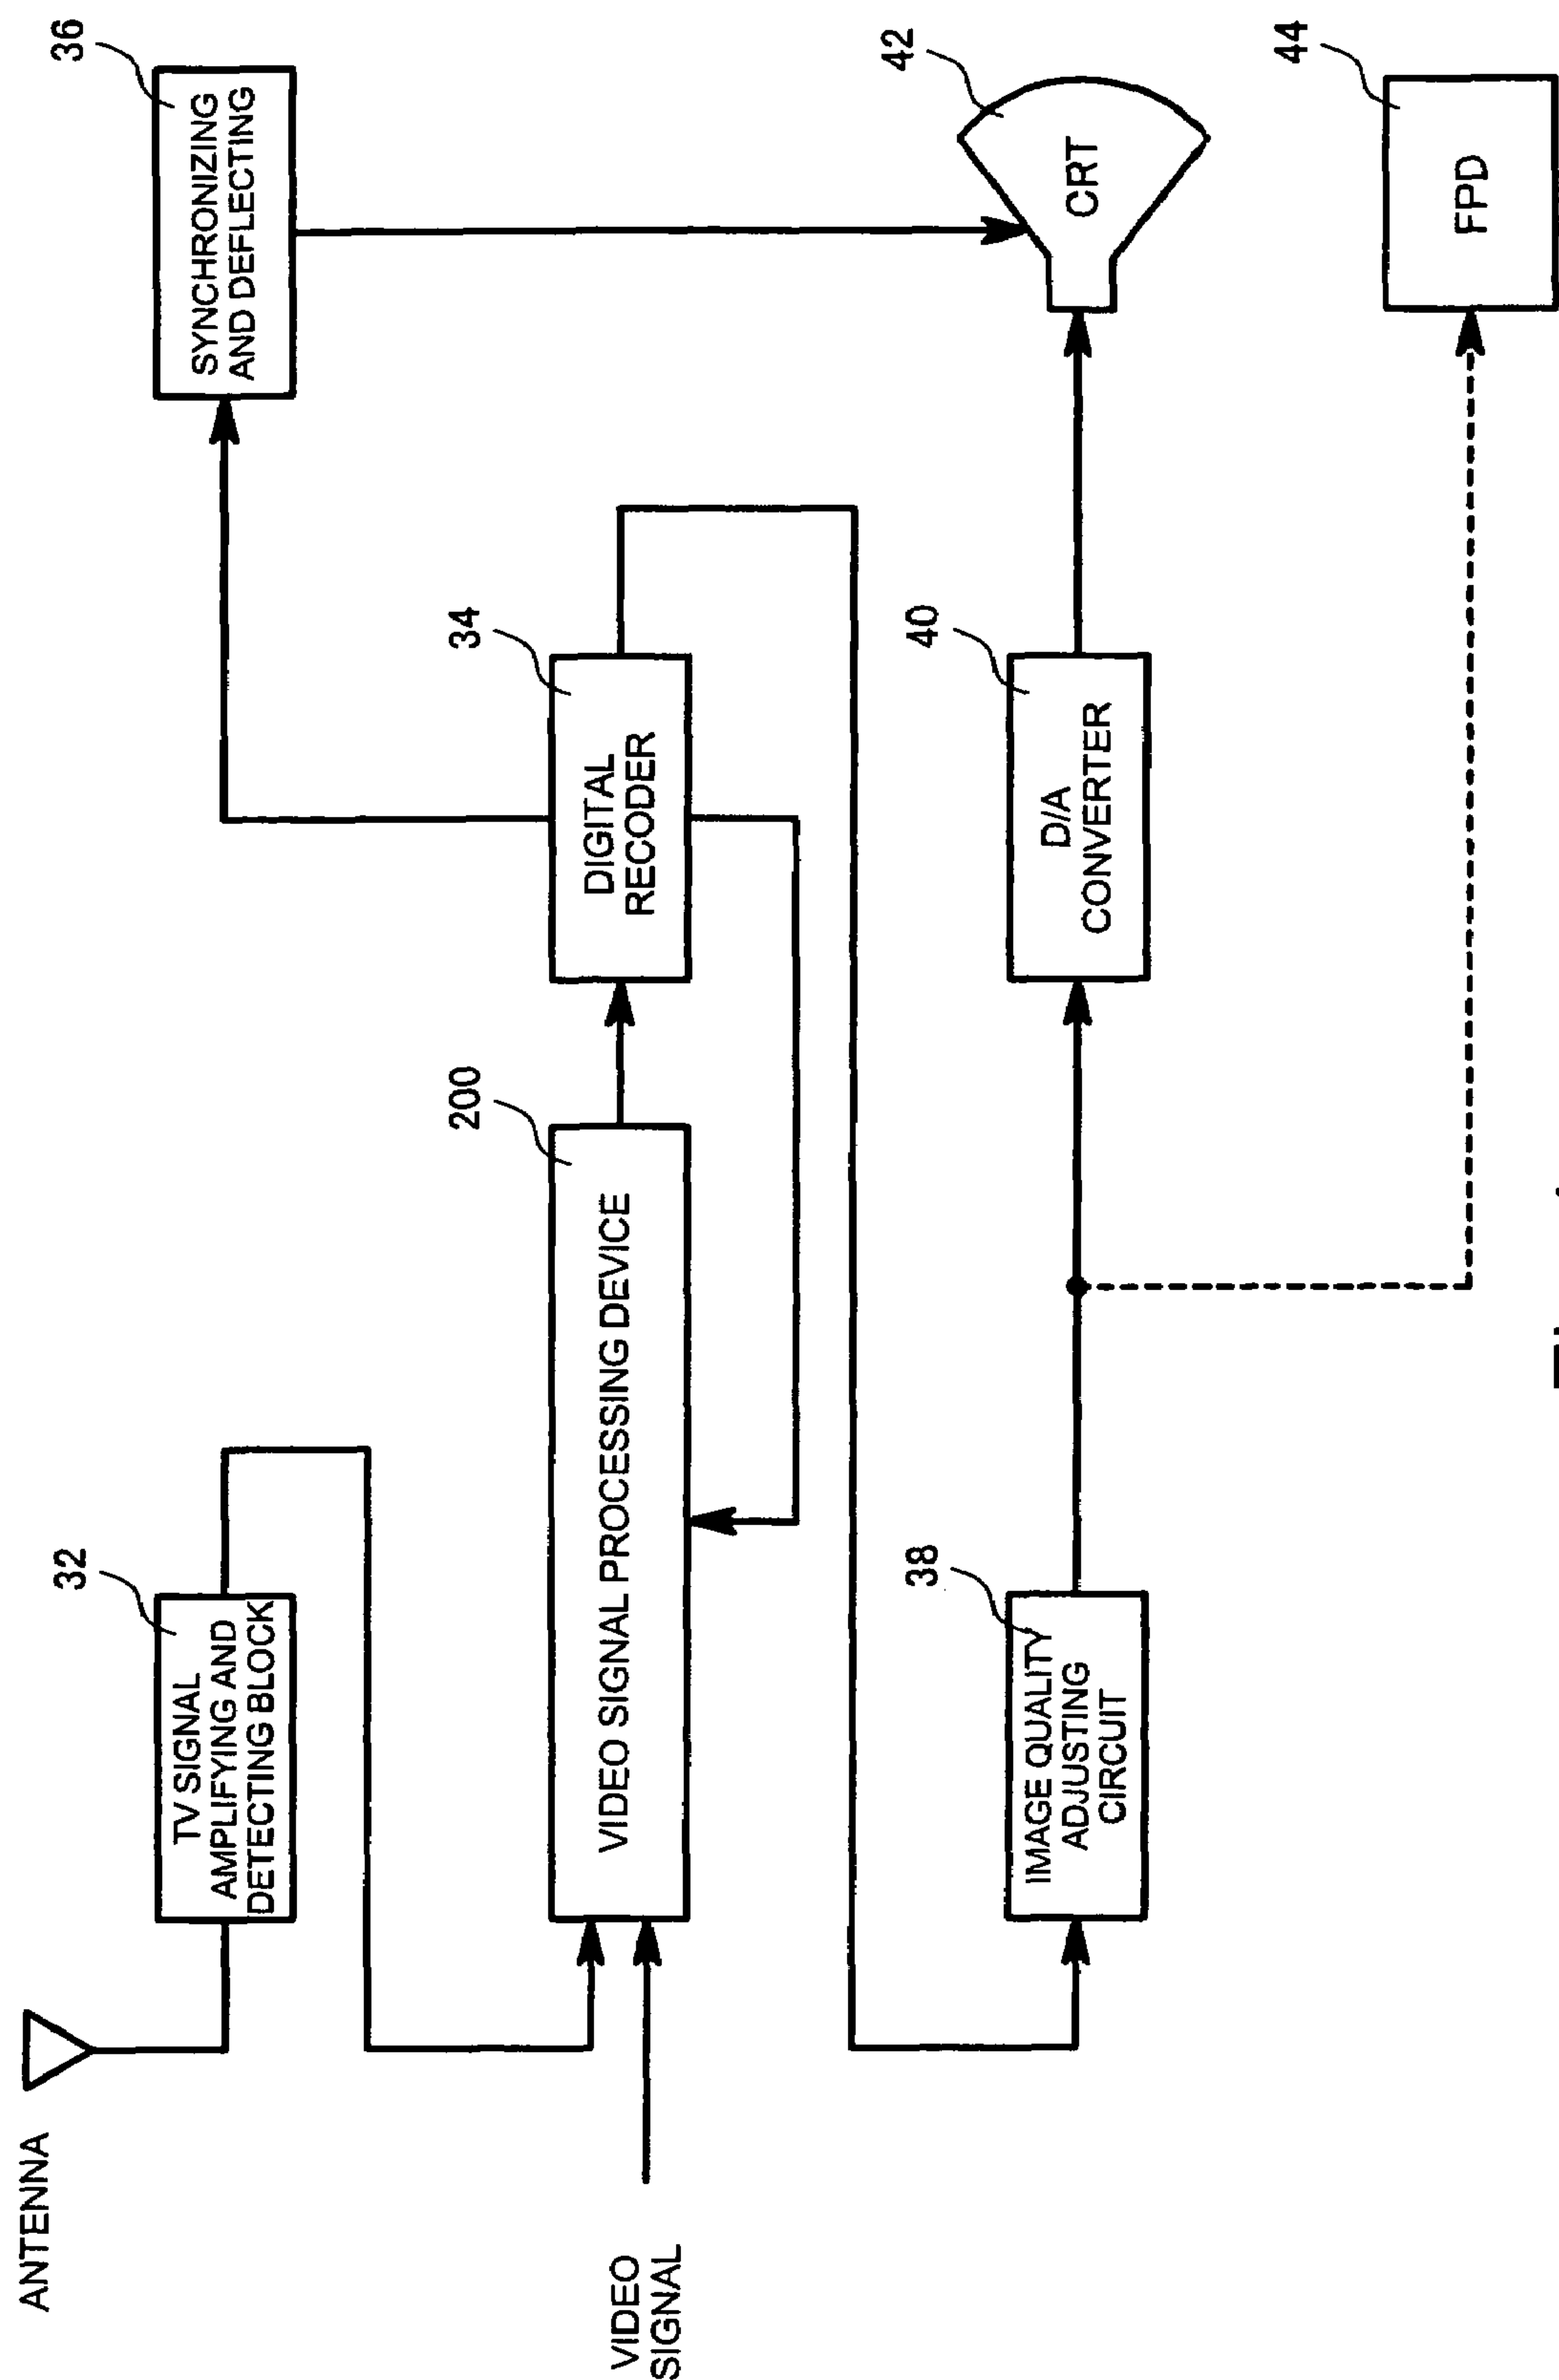 ANTENNA
32
TV SIGNAL
AMPLIFYING AND
DETECTING BLOCK
36
SYNCHRONIZING
AND DEFLECTING
VIDEO
SIGNAL
200
VIDEO SIGNAL PROCESSING DEVICE
34
DIGITAL
RECODER
38
IMAGE QUALITY
ADJUSTING
CIRCUIT
40
D/A
CONVERTER
42
CRT
44
FPD